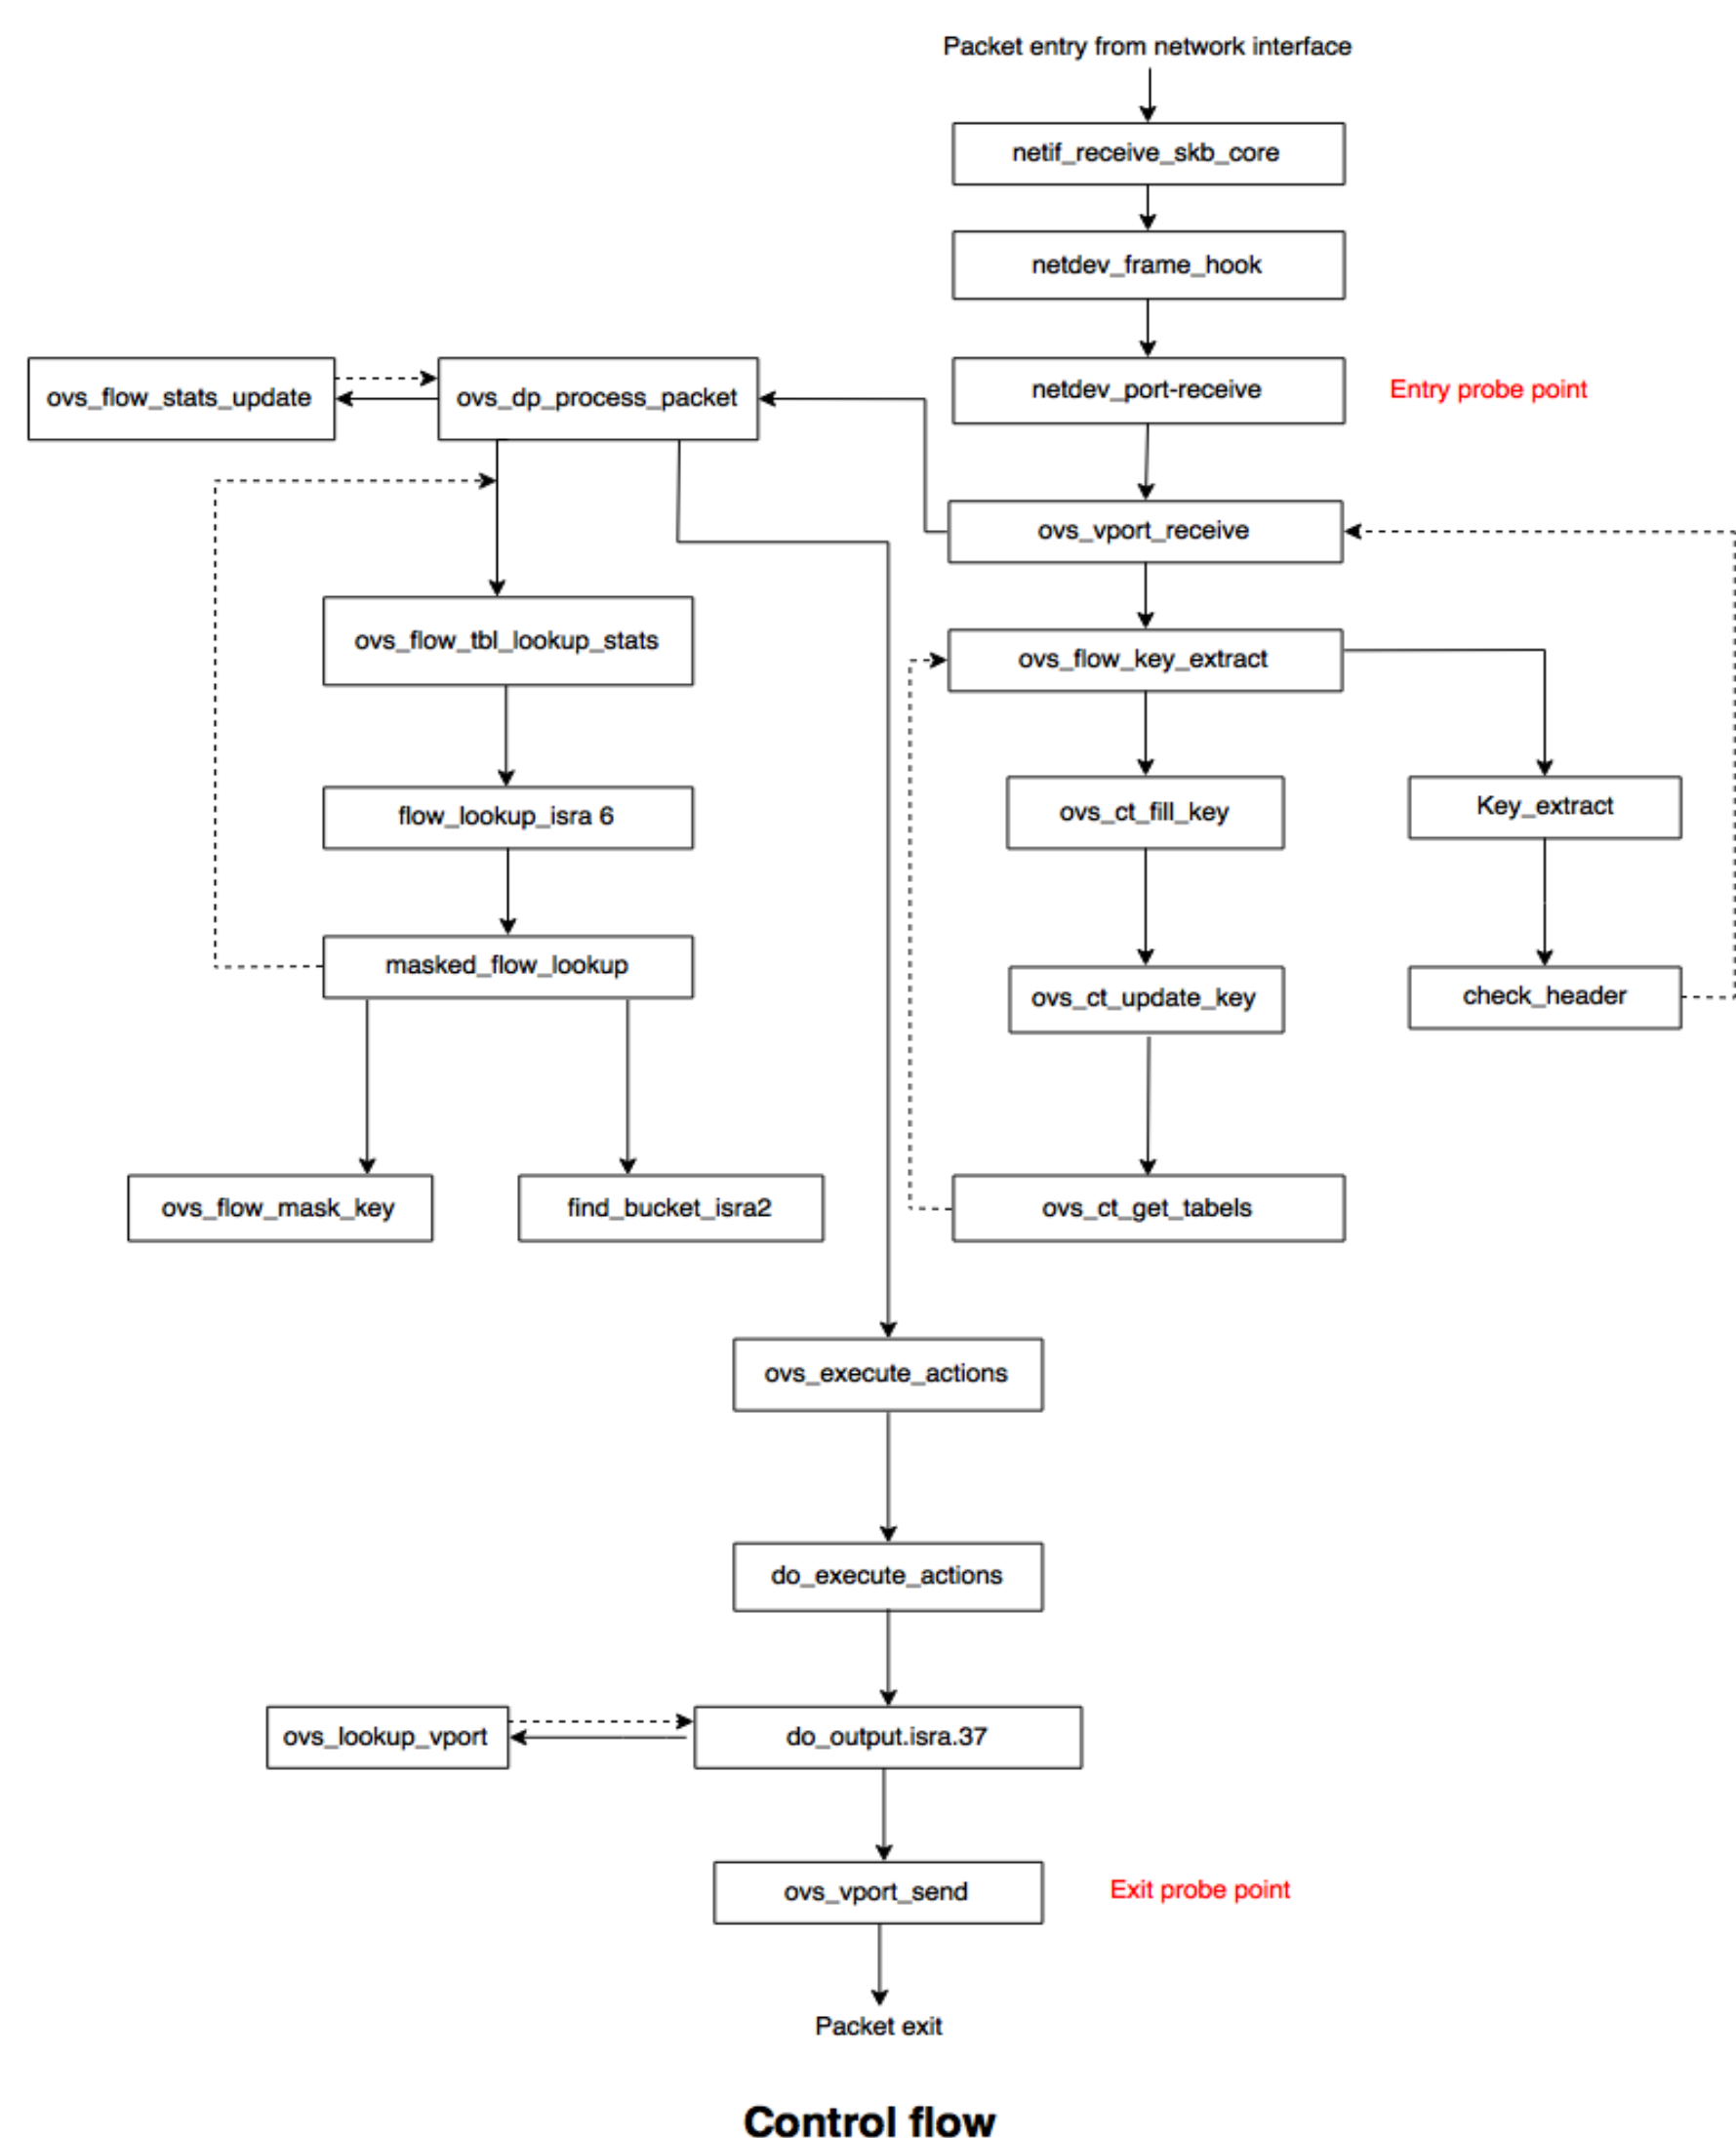 Packet entry from network interface
netif_receive_skb_core
netdev_frame_hook
ovs_flow_stats_update
ovs_dp_process_packet
netdev_port-receive
Entry probe point
ovs_vport_receive
ovs_flow_tbl_lookup_stats
ovs_flow_key_extract
flow_lookup_isra 6
ovs_ct_fill_key
Key_extract
masked_flow_lookup
ovs_ct_update_key
check_header
ovs_flow_mask_key
find_bucket_isra2
ovs_ct_get_tabels
ovs_execute_actions
do_execute_actions
ovs_lookup_vport
do_output.isra.37
ovs_vport_send
Exit probe point
Packet exit
Control flow